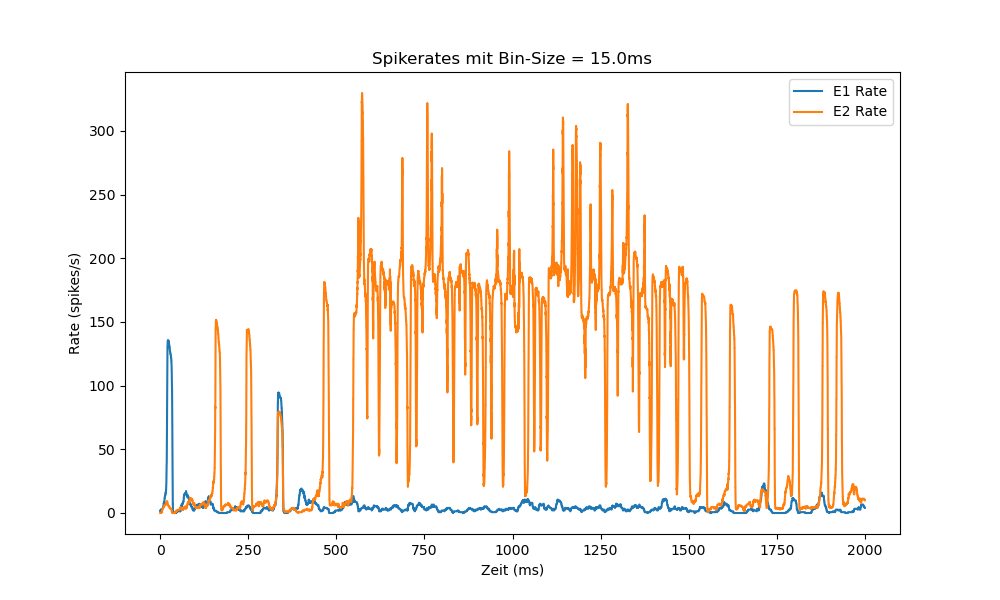 Spikerates mit Bin-Size = 15.0ms
E1 Rate
E2 Rate
Rate (spikes/s)
300
250
200
150
100
50
0
0 250 500 750 1000 1250 1500 1750 2000
Zeit (ms)